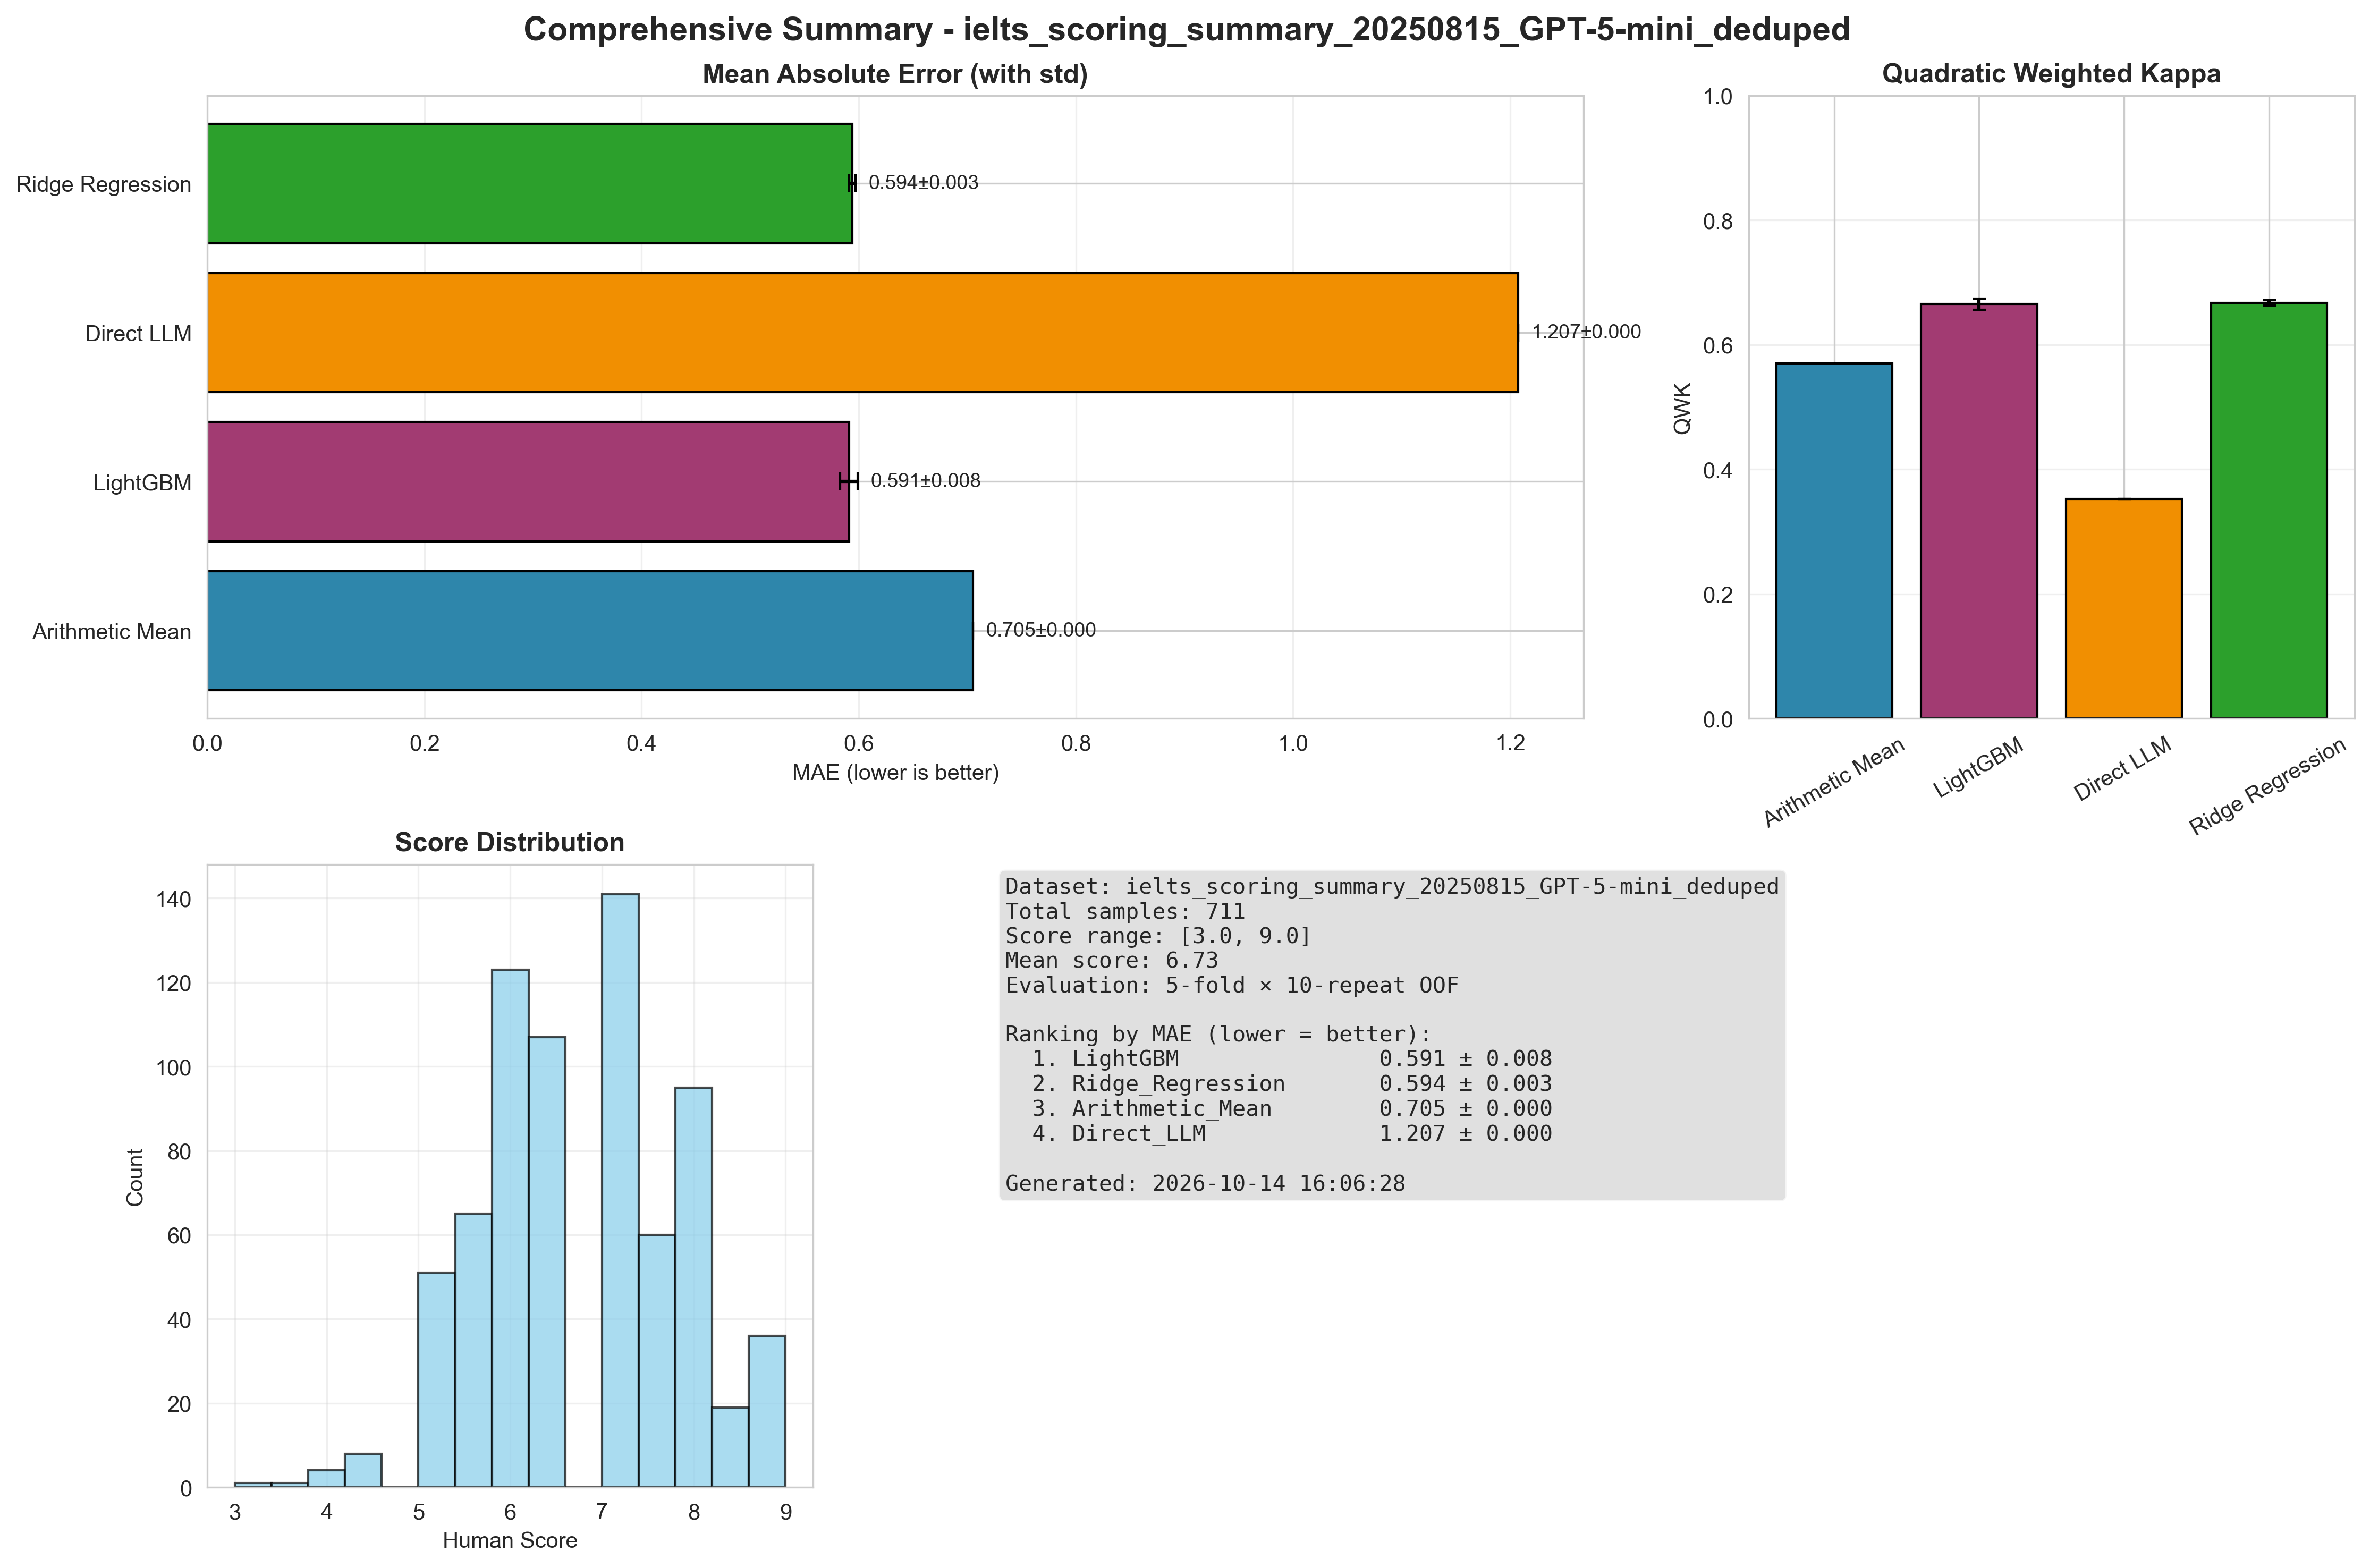 Comprehensive Summary - ielts_scoring_summary_20250815_GPT-5-mini_deduped
Mean Absolute Error (with std)
Ridge Regression
0.594±0.003
Direct LLM
1.207±0.000
LightGBM
0.591±0.008
Arithmetic Mean
0.705±0.000
0.0 0.2 0.4 0.6 0.8 1.0 1.2
MAE (lower is better)
Quadratic Weighted Kappa
1.0
0.8
0.6
0.4
0.2
0.0
QWK
Arithmetic Mean
LightGBM
Direct LLM
Ridge Regression
Score Distribution
140
120
100
80
60
40
20
0
Count
3 4 5 6 7 8 9
Human Score
Dataset: ielts_scoring_summary_20250815_GPT-5-mini_deduped
Total samples: 711
Score range: [3.0, 9.0]
Mean score: 6.73
Evaluation: 5-fold × 10-repeat OOF
Ranking by MAE (lower = better):
1. LightGBM 0.591 ± 0.008
2. Ridge_Regression 0.594 ± 0.003
3. Arithmetic_Mean 0.705 ± 0.000
4. Direct_LLM 1.207 ± 0.000
Generated: 2026-10-14 16:06:28